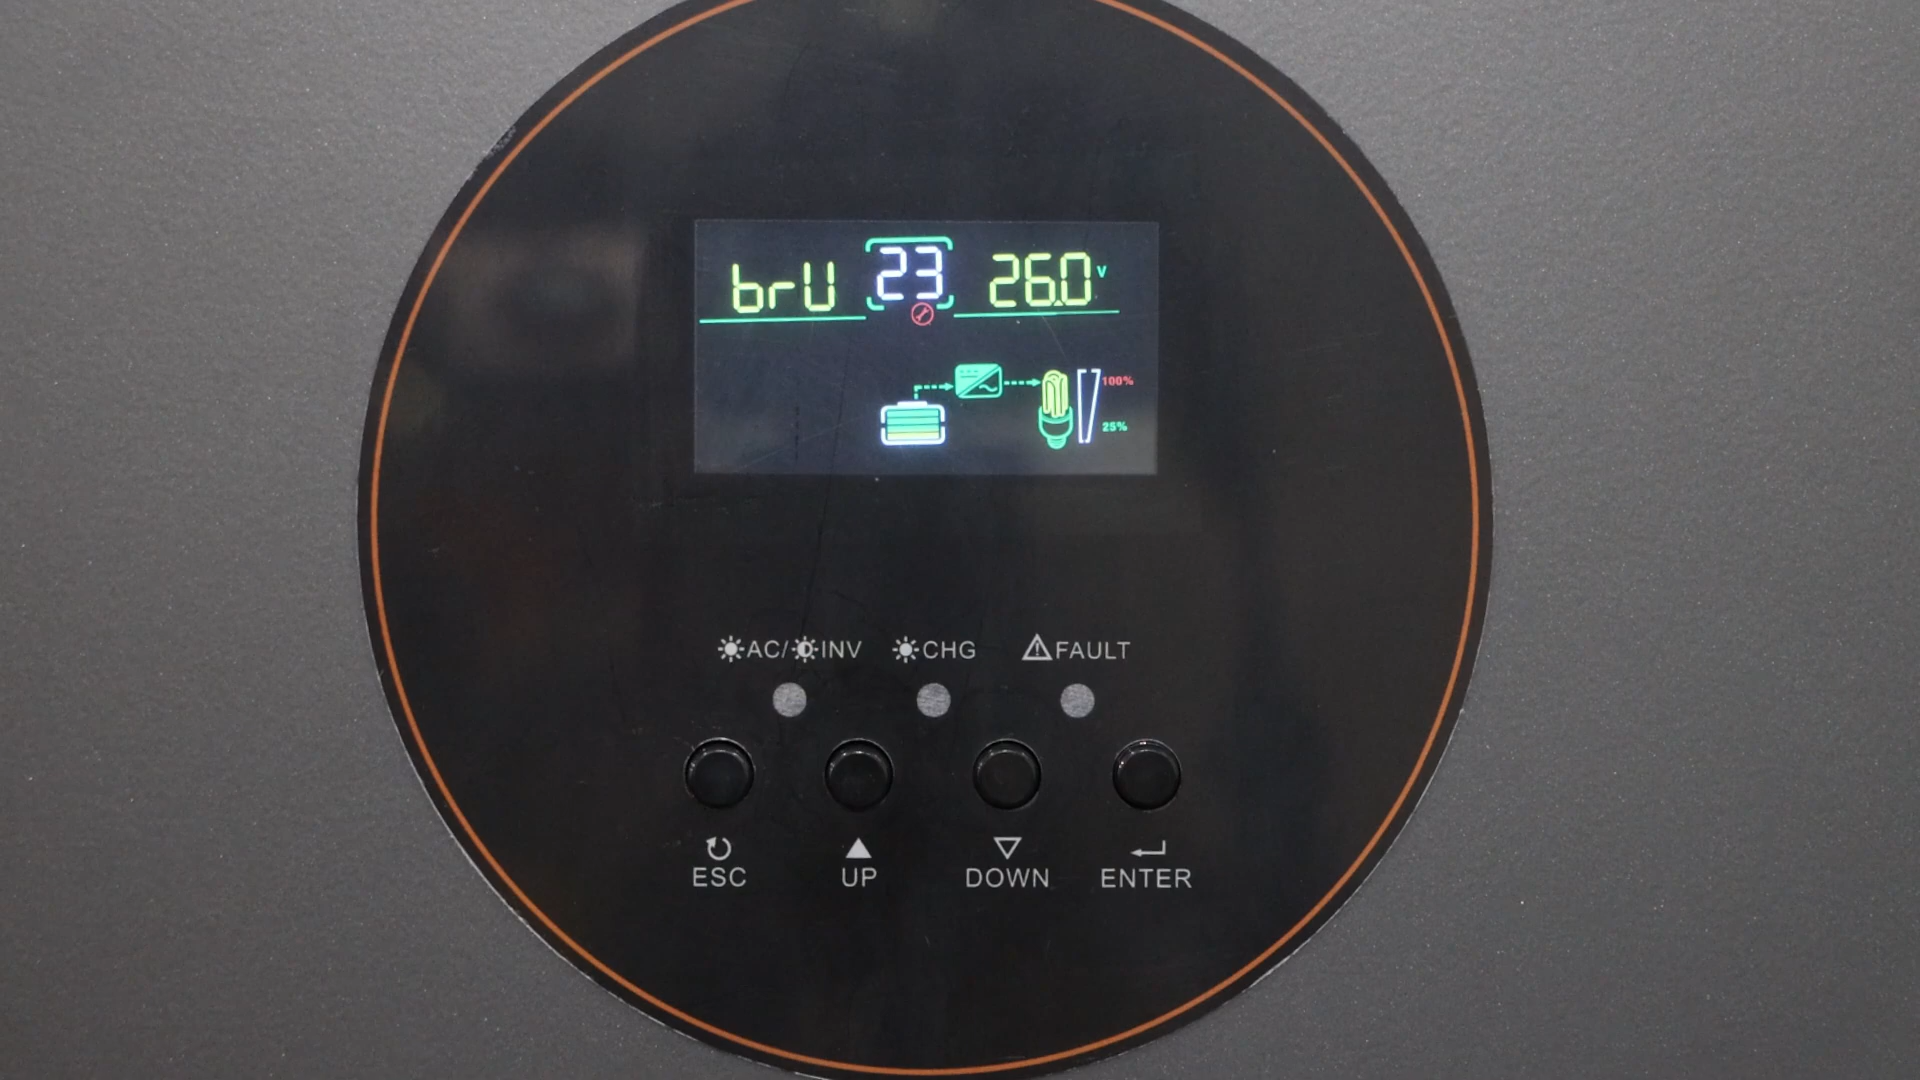 brU 23 26.0 V
100%
25%
AC/ INV CHG FAULT
ESC UP DOWN ENTER